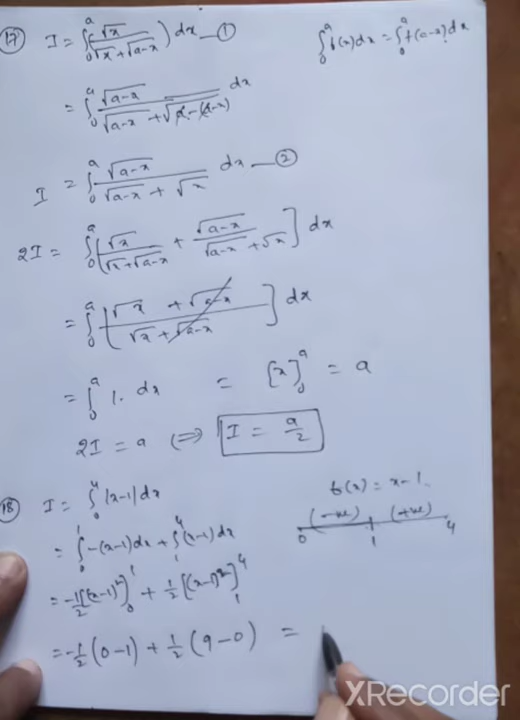 17) I = ∫₀ᵃ (√x / (√x + √a-x)) dx — ①
∫₀ᵃ f(x)dx = ∫₀ᵃ f(a-x)dx
= ∫₀ᵃ √a-x / (√a-x + √a-(a-x)) dx
I = ∫₀ᵃ √a-x / (√a-x + √x) dx — ②
2I = ∫₀ᵃ [√x / (√x + √a-x) + √a-x / (√a-x + √x)] dx
= ∫₀ᵃ [(√x + √a-x) / (√x + √a-x)] dx
= ∫₀ᵃ 1. dx = [x]₀ᵃ = a
2I = a ⇒ I = a/2
18 I = ∫₀⁴ |x-1| dx
f(x) = x-1.
(-ve) (+ve)
0 1 4
= ∫₀¹ -(x-1)dx + ∫₁⁴ (x-1)dx
= -1/2 [(x-1)²]₀¹ + 1/2 [(x-1)²]₁⁴
= -1/2 (0-1) + 1/2 (9-0) =
XRecorder